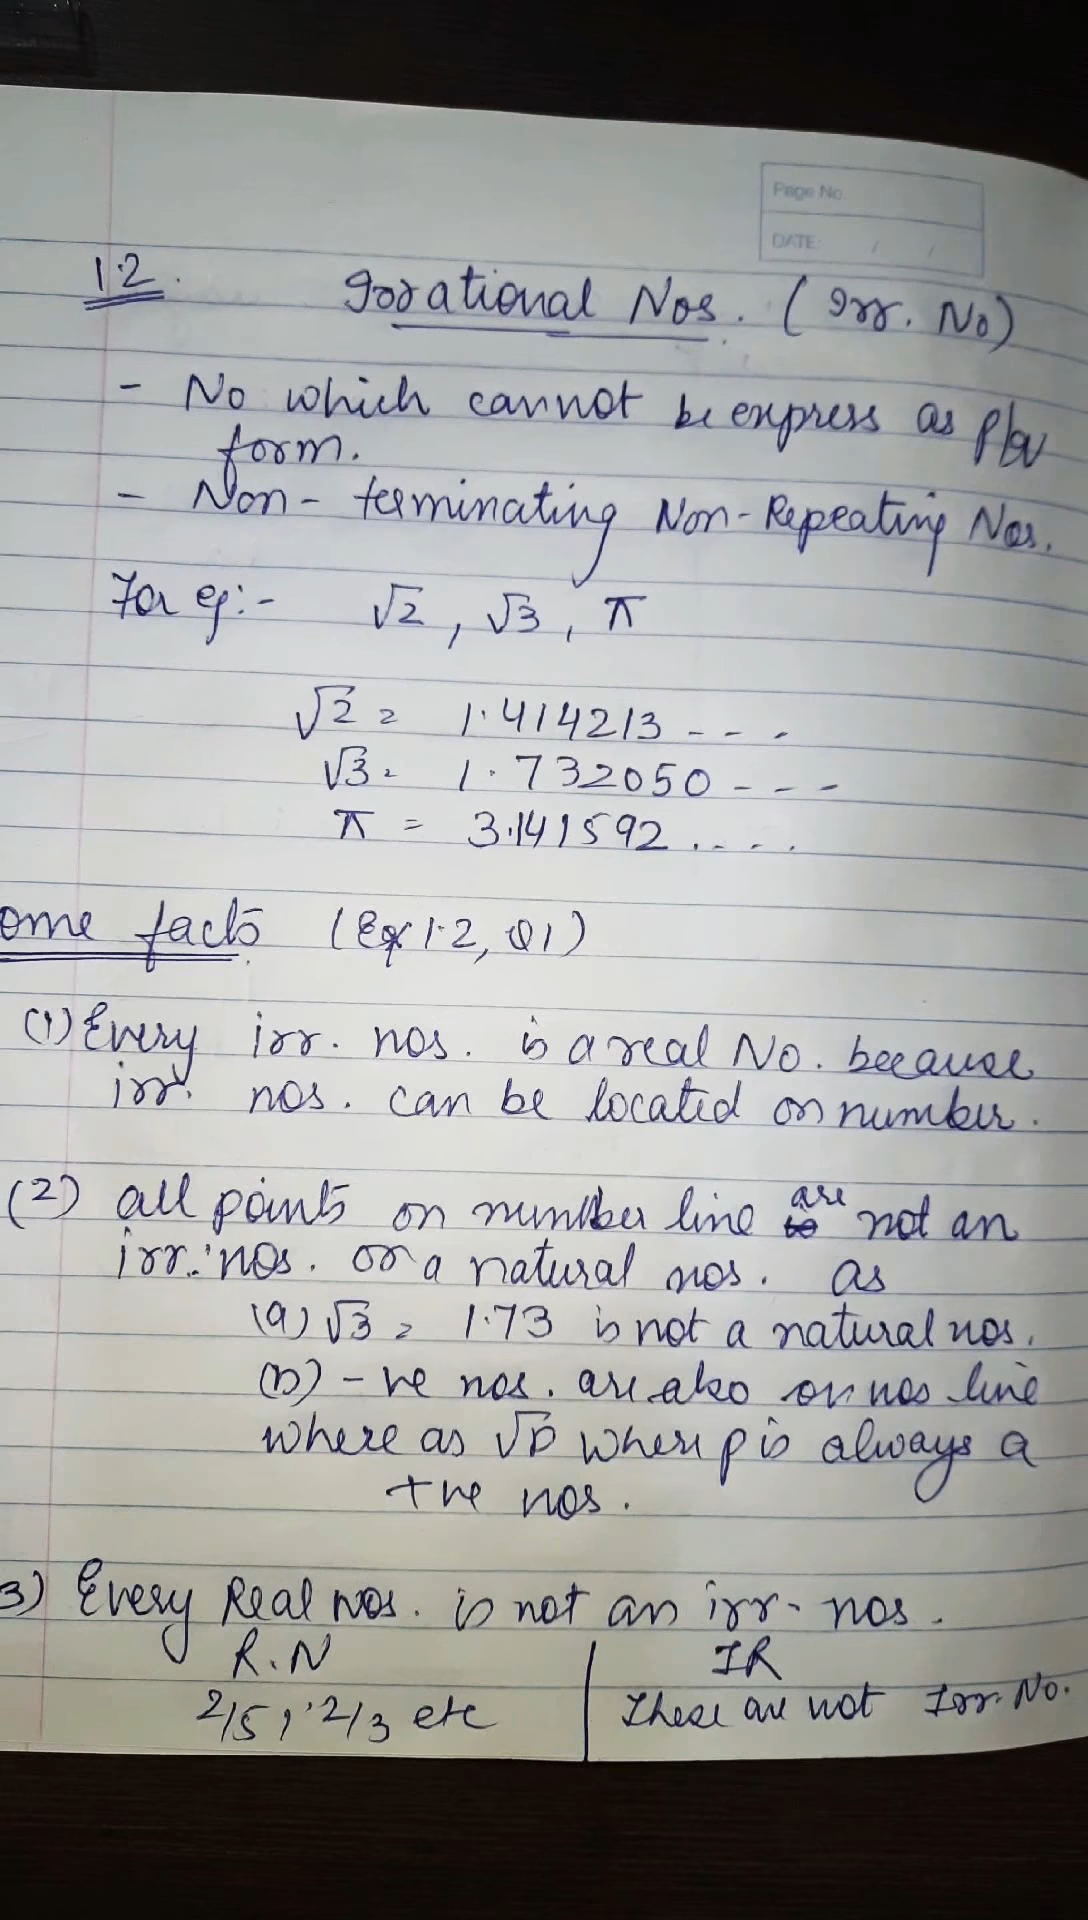 Page No.
DATE: / /
1.2. Irrational Nos. (Irr. No)
- No which cannot be express as p/q
form.
- Non-terminating Non-Repeating Nos.
For eg:- √2, √3, π
√2 = 1.414213 - - -
√3 = 1.732050 - - -
π = 3.141592 ....
ome facts (Ex 1.2, Q1)
(1) Every irr. nos. is a real No. because
irr. nos. can be located on number.
(2) all points on number line are not an
irr. nos. or a natural nos. as
(a) √3 = 1.73 is not a natural nos.
(b) -ve nos. are also on nos line
where as √p where p is always a
+ve nos.
3) Every Real nos. is not an irr- nos.
R.N | IR
2/5, 2/3 etc | These are not Irr. No.